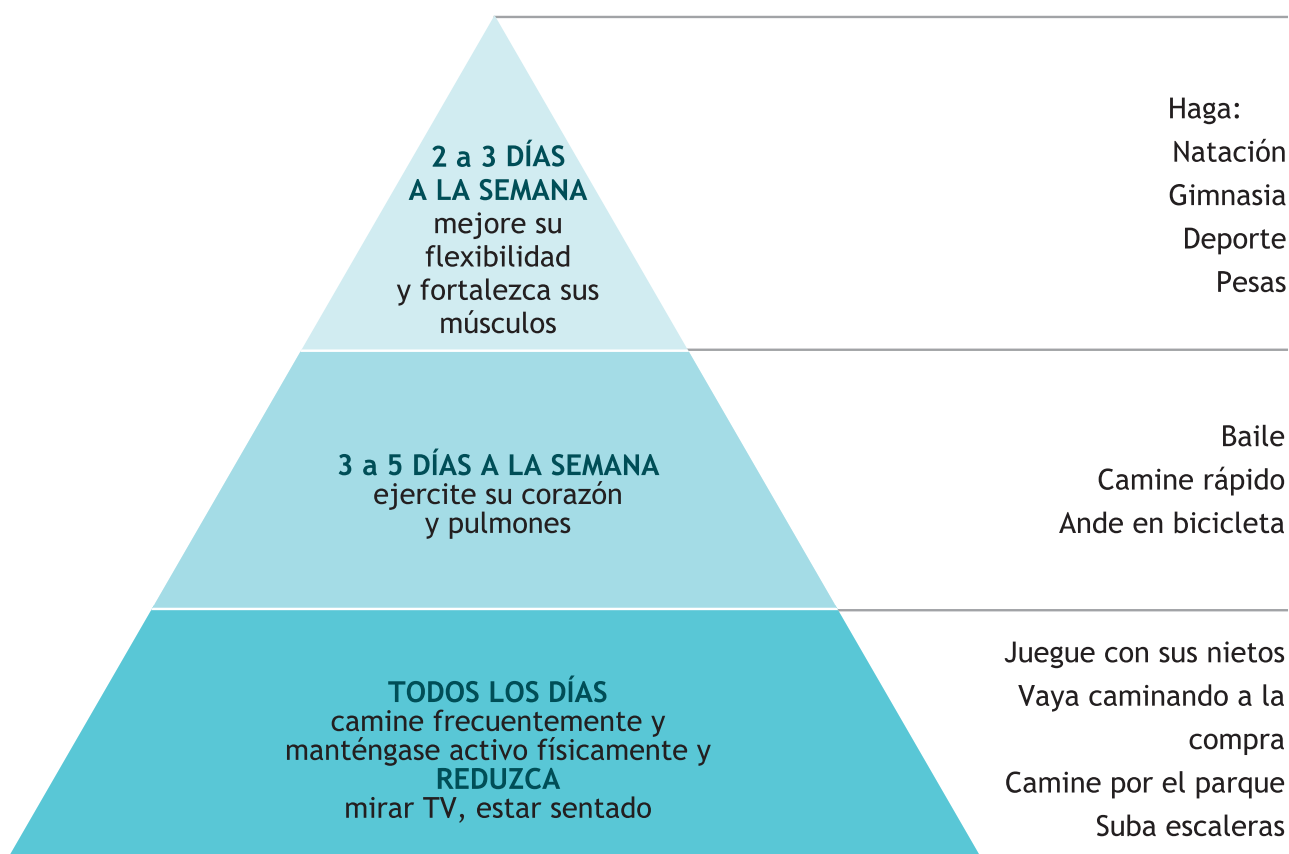 2 a 3 DÍAS
A LA SEMANA
mejore su
flexibilidad
y fortalezca sus
músculos
Haga:
Natación
Gimnasia
Deporte
Pesas
3 a 5 DÍAS A LA SEMANA
ejercite su corazón
y pulmones
Baile
Camine rápido
Ande en bicicleta
TODOS LOS DÍAS
camine frecuentemente y
manténgase activo físicamente y
REDUZCA
mirar TV, estar sentado
Juegue con sus nietos
Vaya caminando a la
compra
Camine por el parque
Suba escaleras